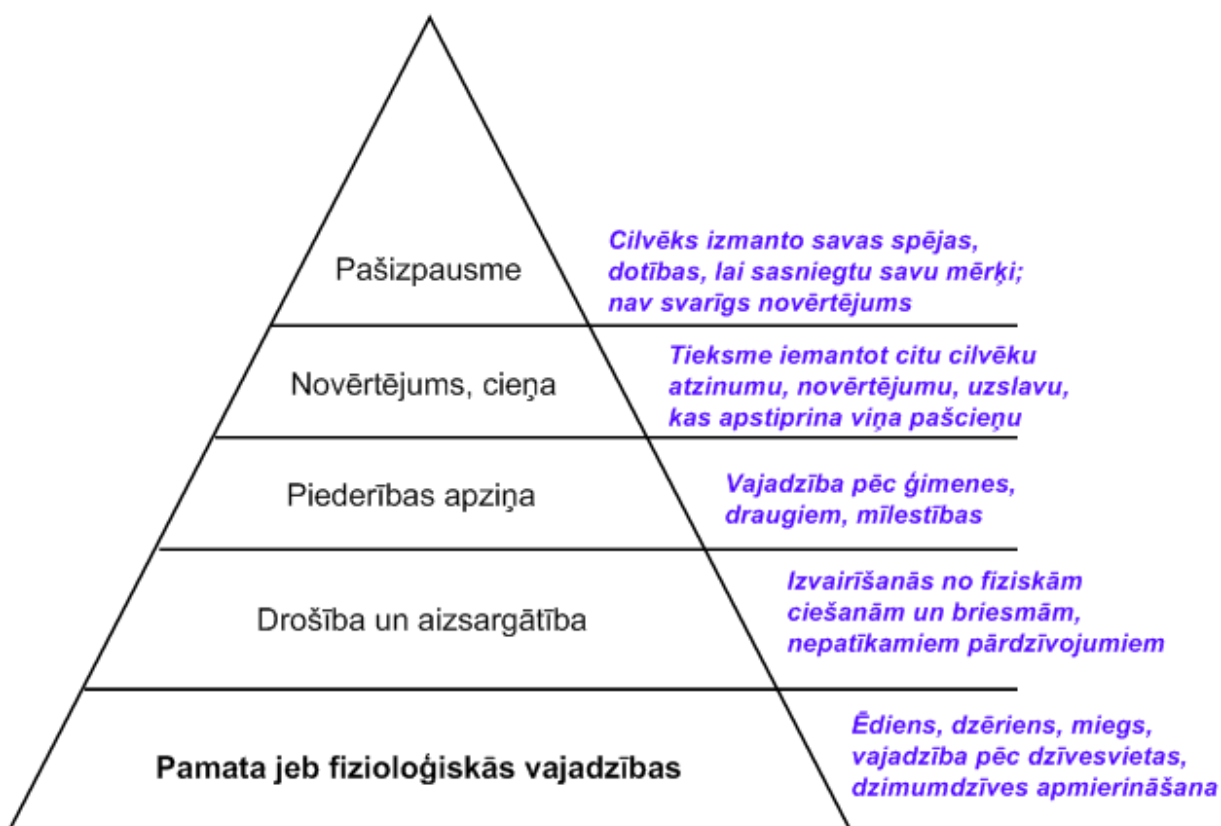 Pašizpausme
Cilvēks izmanto savas spējas,
dotības, lai sasniegtu savu mērķi;
nav svarīgs novērtējums
Novērtējums, cieņa
Tieksme iemantot citu cilvēku
atzinumu, novērtējumu, uzslavu,
kas apstiprina viņa pašcieņu
Piederības apziņa
Vajadzība pēc ģimenes,
draugiem, mīlestības
Drošība un aizsargātība
Izvairīšanās no fiziskām
ciešanām un briesmām,
nepatīkamiem pārdzīvojumiem
Pamata jeb fizioloģiskās vajadzības
Ēdiens, dzēriens, miegs,
vajadzība pēc dzīvesvietas,
dzimumdzīves apmierināšana